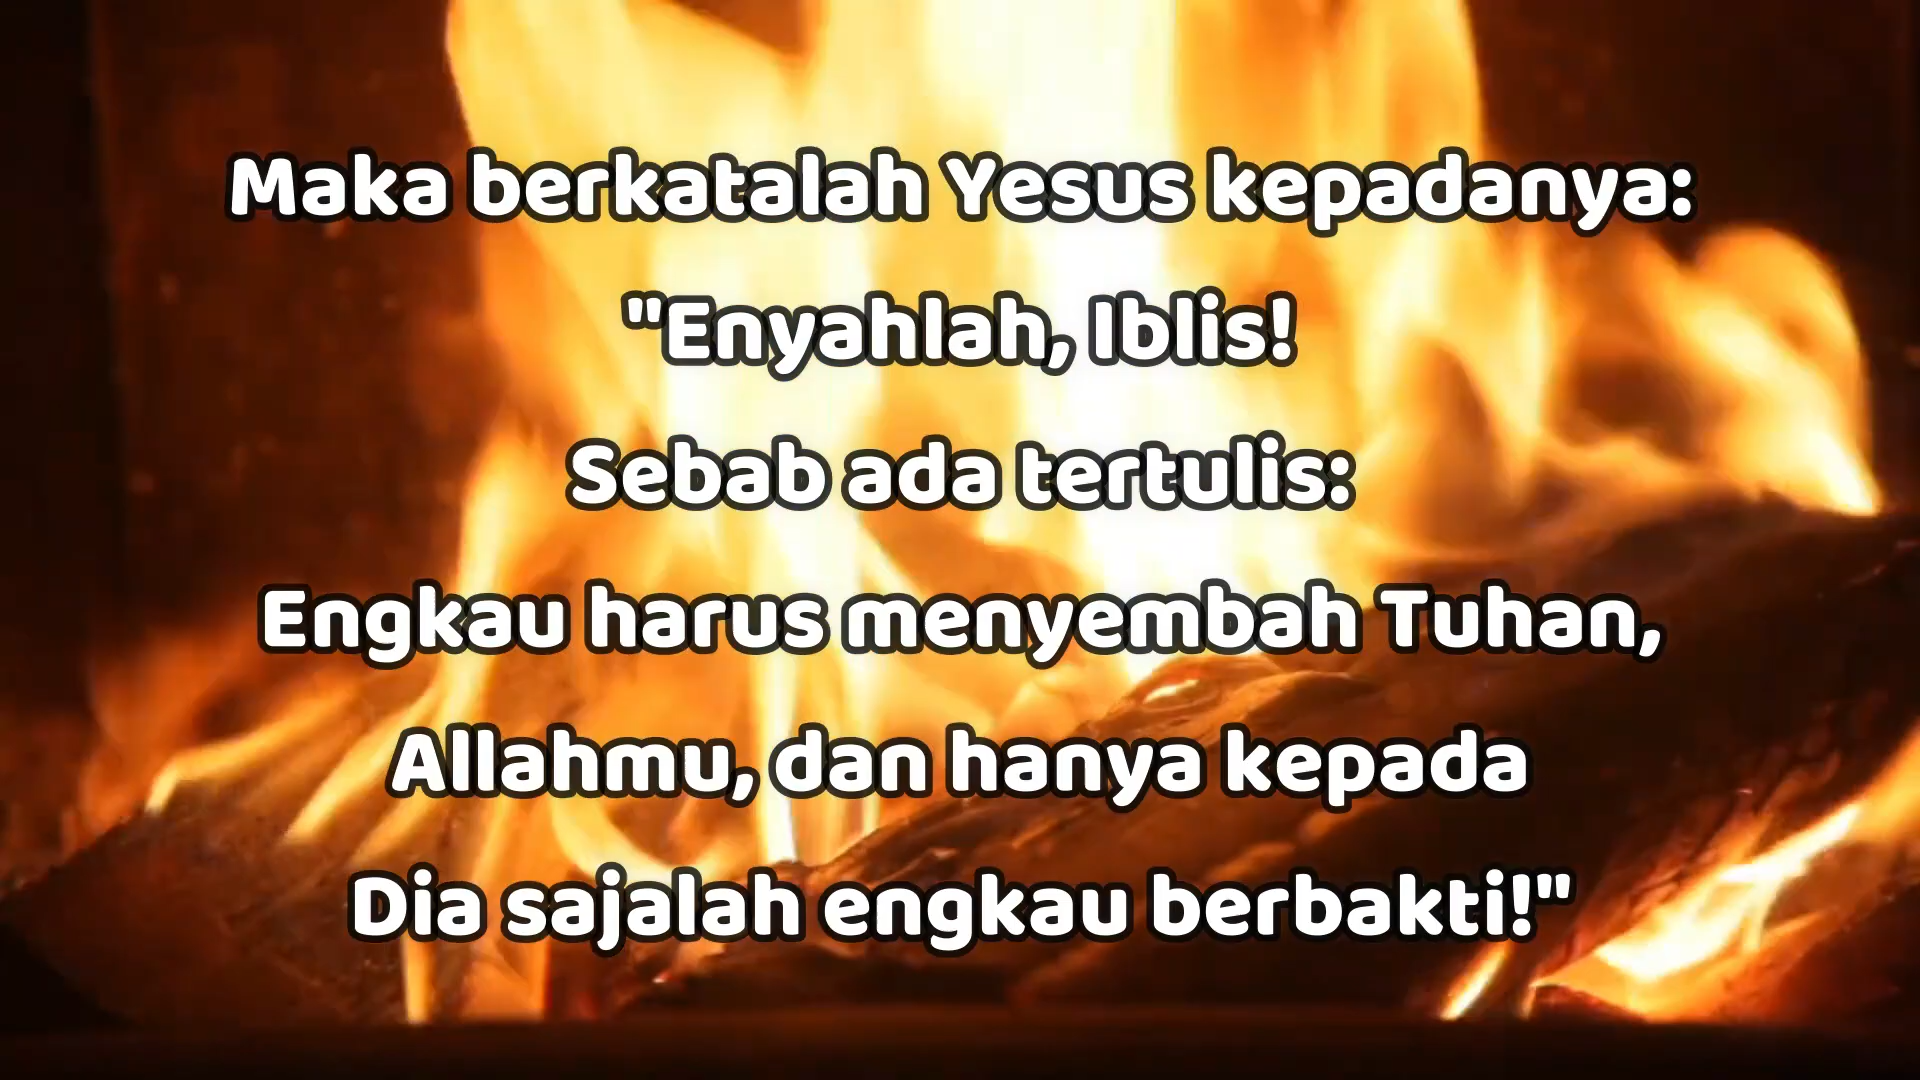 Maka berkatalah Yesus kepadanya:
"Enyahlah, Iblis!
Sebab ada tertulis:
Engkau harus menyembah Tuhan,
Allahmu, dan hanya kepada
Dia sajalah engkau berbakti!"